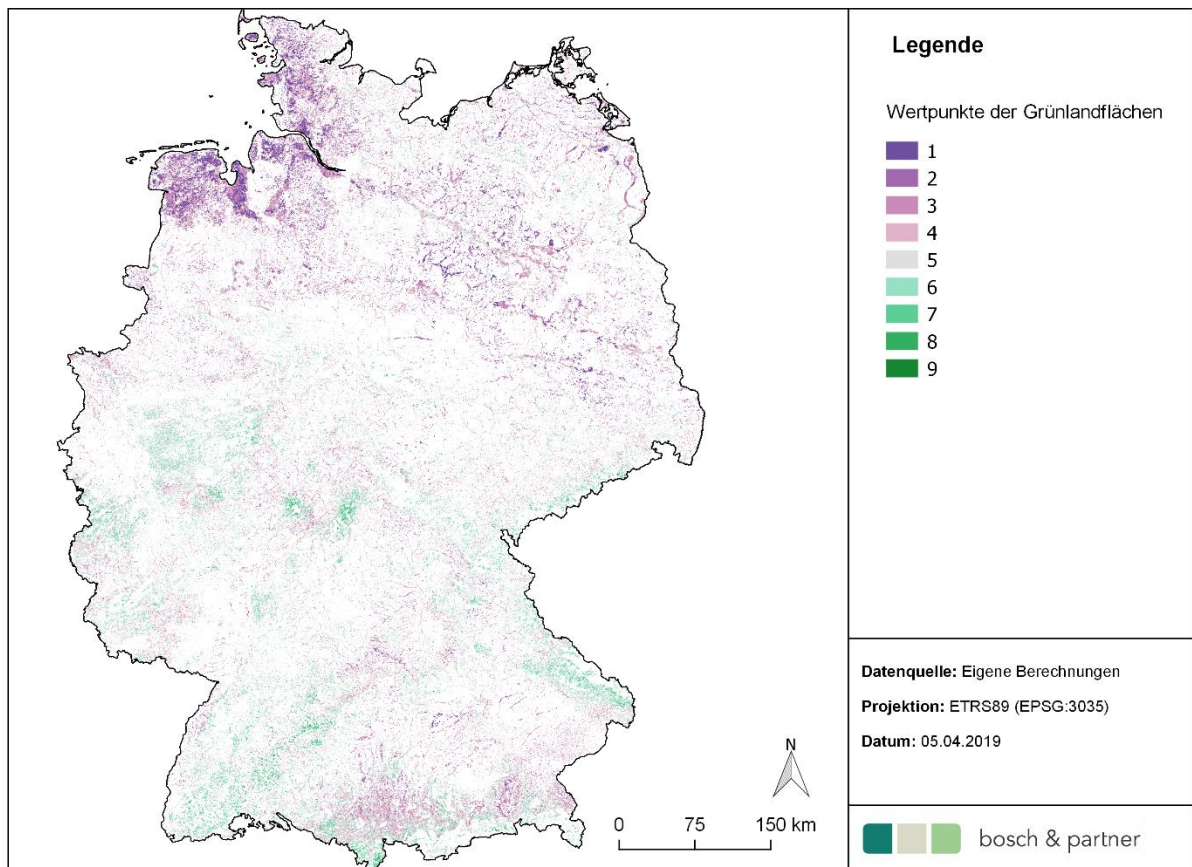 Legende
Wertpunkte der Grünlandflächen
1
2
3
4
5
6
7
8
9
N
0 75 150 km
Datenquelle: Eigene Berechnungen
Projektion: ETRS89 (EPSG:3035)
Datum: 05.04.2019
bosch & partner